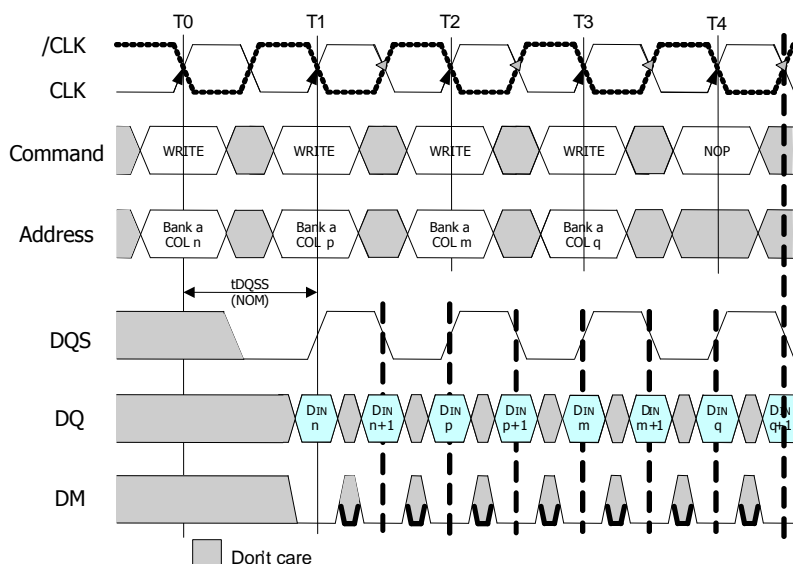 T0 T1 T2 T3 T4
/CLK
CLK
Command WRITE WRITE WRITE WRITE NOP
Address
Bank a
COL n
Bank a
COL p
Bank a
COL m
Bank a
COL q
tDQSS
(NOM)
DQS
DQ
DIN
n
DIN
n+1
DIN
p
DIN
p+1
DIN
m
DIN
m+1
DIN
q
DIN
q+1
DM
Don't care